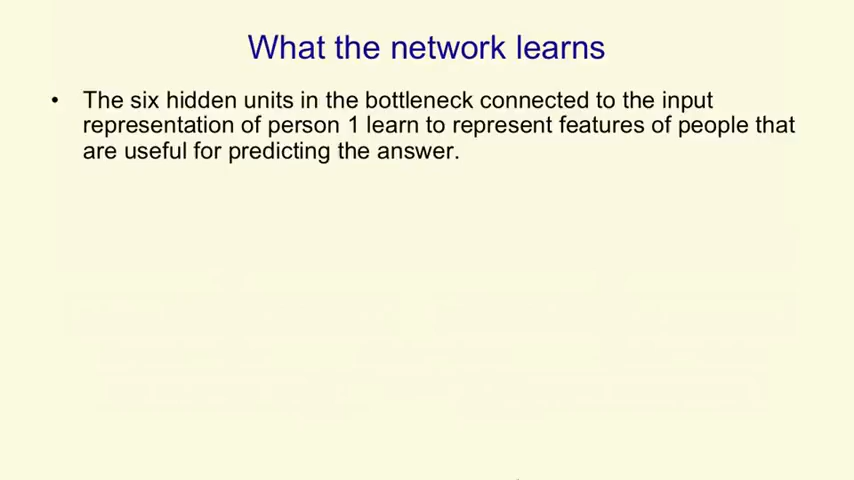 What the network learns
• The six hidden units in the bottleneck connected to the input
representation of person 1 learn to represent features of people that
are useful for predicting the answer.